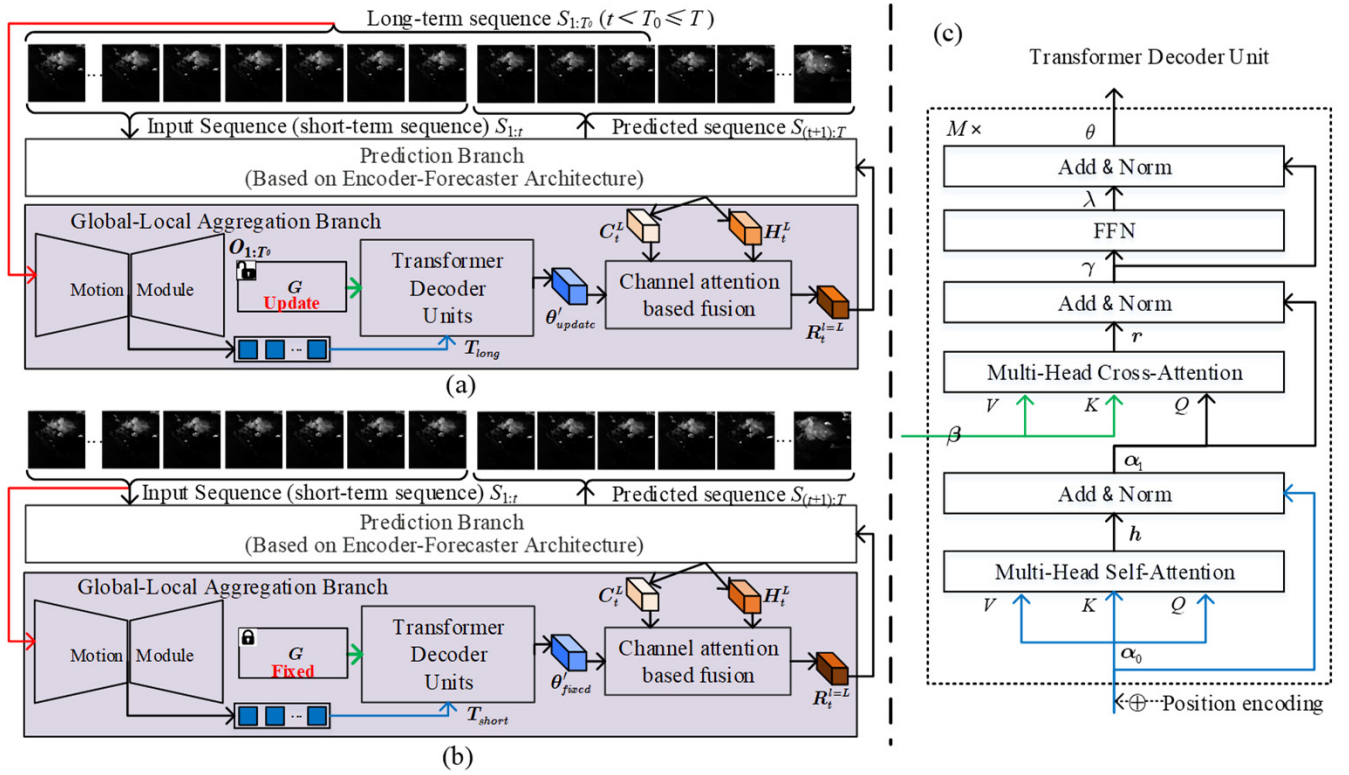 Long-term sequence S₁:T₀ (t < T₀ ≤ T)
...
...
Input Sequence (short-term sequence) S₁:t
Predicted sequence S₍t+1₎:T
Prediction Branch
(Based on Encoder-Forecaster Architecture)
Global-Local Aggregation Branch
O₁:T₀
Motion Module
G
Update
Transformer
Decoder
Units
...
T_long
θ′_update
C_t^L
H_t^L
Channel attention
based fusion
R_t^{l=L}
(a)
...
...
Input Sequence (short-term sequence) S₁:t
Predicted sequence S₍t+1₎:T
Prediction Branch
(Based on Encoder-Forecaster Architecture)
Global-Local Aggregation Branch
Motion Module
G
Fixed
Transformer
Decoder
Units
...
T_short
θ′_fixed
C_t^L
H_t^L
Channel attention
based fusion
R_t^{l=L}
(b)
(c)
Transformer Decoder Unit
M×
θ
Add & Norm
λ
FFN
γ
Add & Norm
r
Multi-Head Cross-Attention
V K Q
β
α₁
Add & Norm
h
Multi-Head Self-Attention
V K Q
α₀
Position encoding